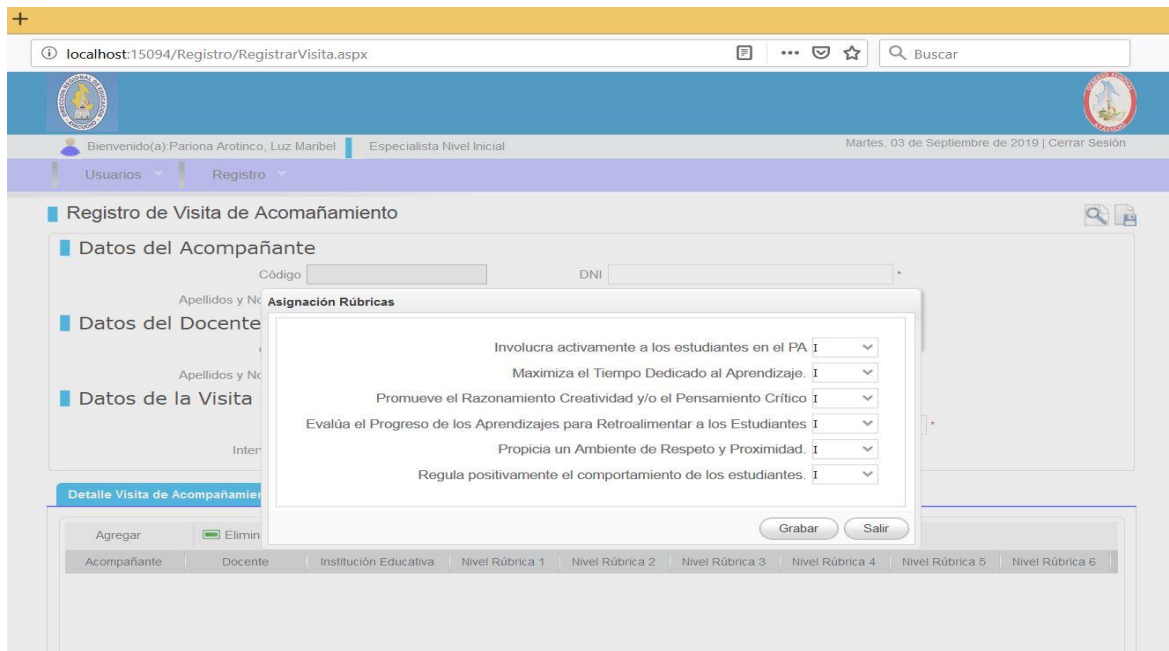 +
localhost:15094/Registro/RegistrarVisita.aspx
Buscar
Bienvenido(a):Pariona Arotinco, Luz Maribel Especialista Nivel Inicial Martes, 03 de Septiembre de 2019 | Cerrar Sesión
Usuarios Registro
Registro de Visita de Acomañamiento
Datos del Acompañante
Código DNI *
Apellidos y
Asignación Rúbricas
Datos del Docente
Involucra activamente a los estudiantes en el PA I
Apellidos y
Maximiza el Tiempo Dedicado al Aprendizaje. I
Datos de la Visita
Promueve el Razonamiento Creatividad y/o el Pensamiento Crítico I
Evalúa el Progreso de los Aprendizajes para Retroalimentar a los Estudiantes I *
Propicia un Ambiente de Respeto y Proximidad. I
Regula positivamente el comportamiento de los estudiantes. I
Detalle Visita de
Grabar Salir
Agregar
Acompañante Docente Institución Educativa Nivel Rúbrica 1 Nivel Rúbrica 2 Nivel Rúbrica 3 Nivel Rúbrica 4 Nivel Rúbrica 5 Nivel Rúbrica 6